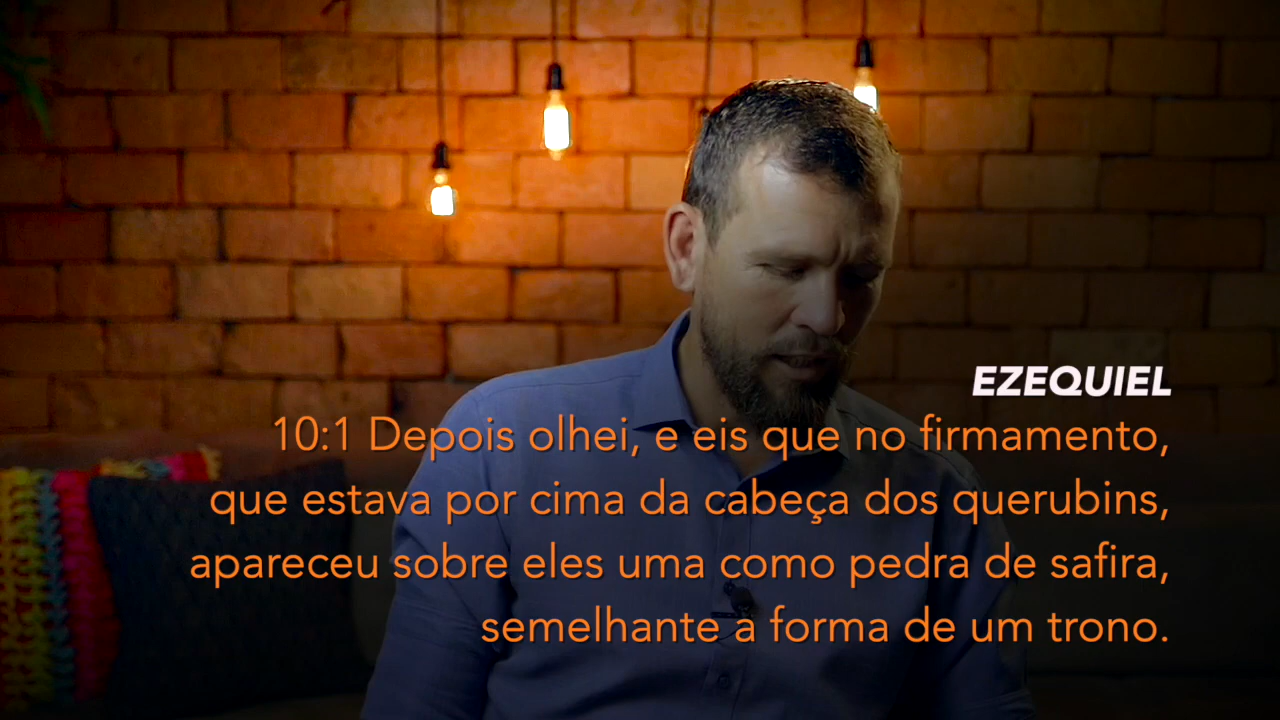 EZEQUIEL
10:1 Depois olhei, e eis que no firmamento,
que estava por cima da cabeça dos querubins,
apareceu sobre eles uma como pedra de safira,
semelhante a forma de um trono.